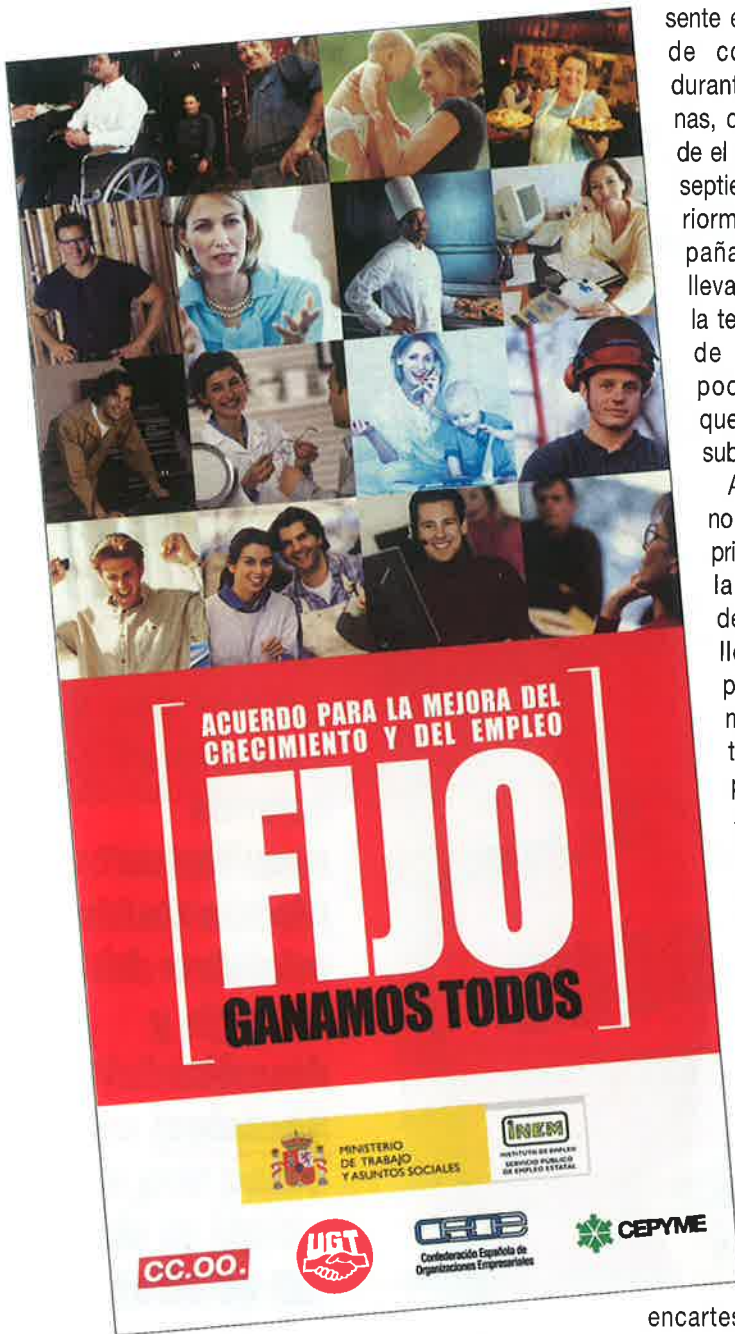 ACUERDO PARA LA MEJORA DEL
CRECIMIENTO Y DEL EMPLEO
FIJO
GANAMOS TODOS
MINISTERIO
DE TRABAJO
Y ASUNTOS SOCIALES
INEM
INSTITUTO DE EMPLEO
SERVICIO PÚBLICO
DE EMPLEO ESTATAL
CC.OO.
UGT
CEOE
Confederación Española de
Organizaciones Empresariales
CEPYME
sente e
de co
durant
nas, d
de el
septie
riorm
paña
lleva
la te
de
pod
que
sub
A
no
pri
la
de
lle
p
n
t
encartes